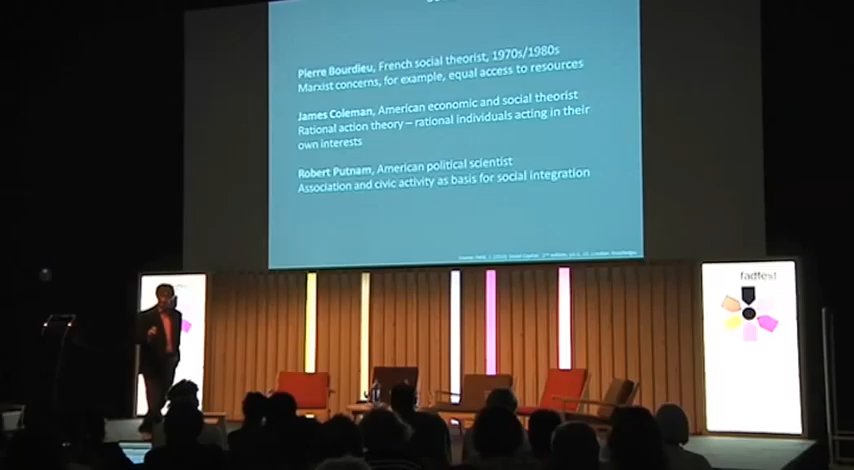 Pierre Bourdieu, French social theorist, 1970s/1980s
Marxist concerns, for example, equal access to resources
James Coleman, American economic and social theorist
Rational action theory – rational individuals acting in their
own interests
Robert Putnam, American political scientist
Association and civic activity as basis for social integration
fadfest